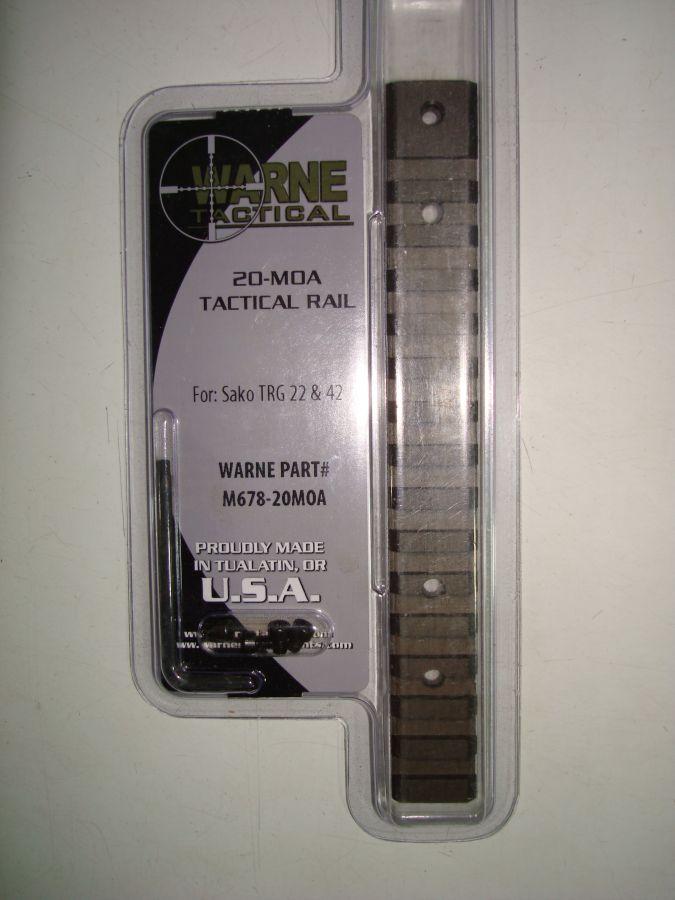 WARNE
TACTICAL
20-MOA
TACTICAL RAIL
For: Sako TRG 22 & 42
WARNE PART#
M678-20MOA
PROUDLY MADE
IN TUALATIN, OR
U.S.A.